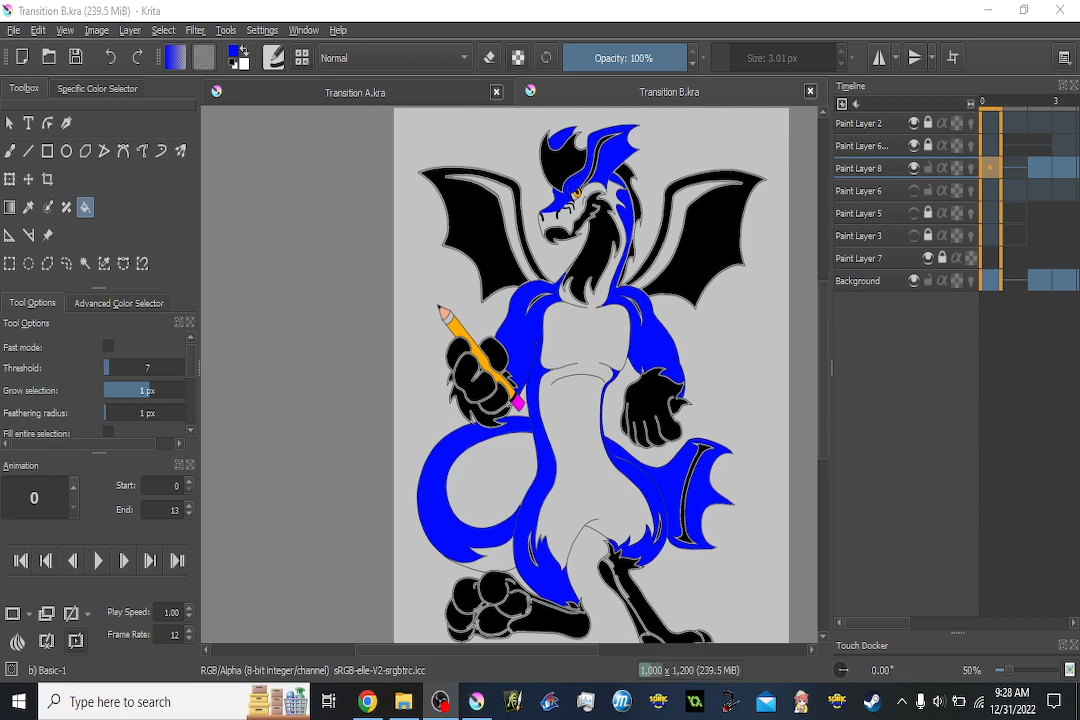 Transition B.kra (239.5 MiB) - Krita
File Edit View Image Layer Select Filter Tools Settings Window Help
Normal Opacity: 100% Size: 3.01 px
Toolbox Specific Color Selector Transition A.kra Transition B.kra Timeline
0 3
Paint Layer 2
Paint Layer 6...
Paint Layer 8
Paint Layer 6
Paint Layer 5
Paint Layer 3
Paint Layer 7
Background
Tool Options Advanced Color Selector
Tool Options
Fast mode:
Threshold: 7
Grow selection: 1 px
Feathering radius: 1 px
Fill entire selection:
Animation
0 Start: 0
End: 13
Play Speed: 1.00
Frame Rate: 12
Touch Docker
b) Basic-1 RGB/Alpha (8-bit integer/channel) sRGB-elle-V2-srgbtrc.icc 1,000 x 1,200 (239.5 MiB) 0.00° 50%
Type here to search 9:28 AM
12/31/2022